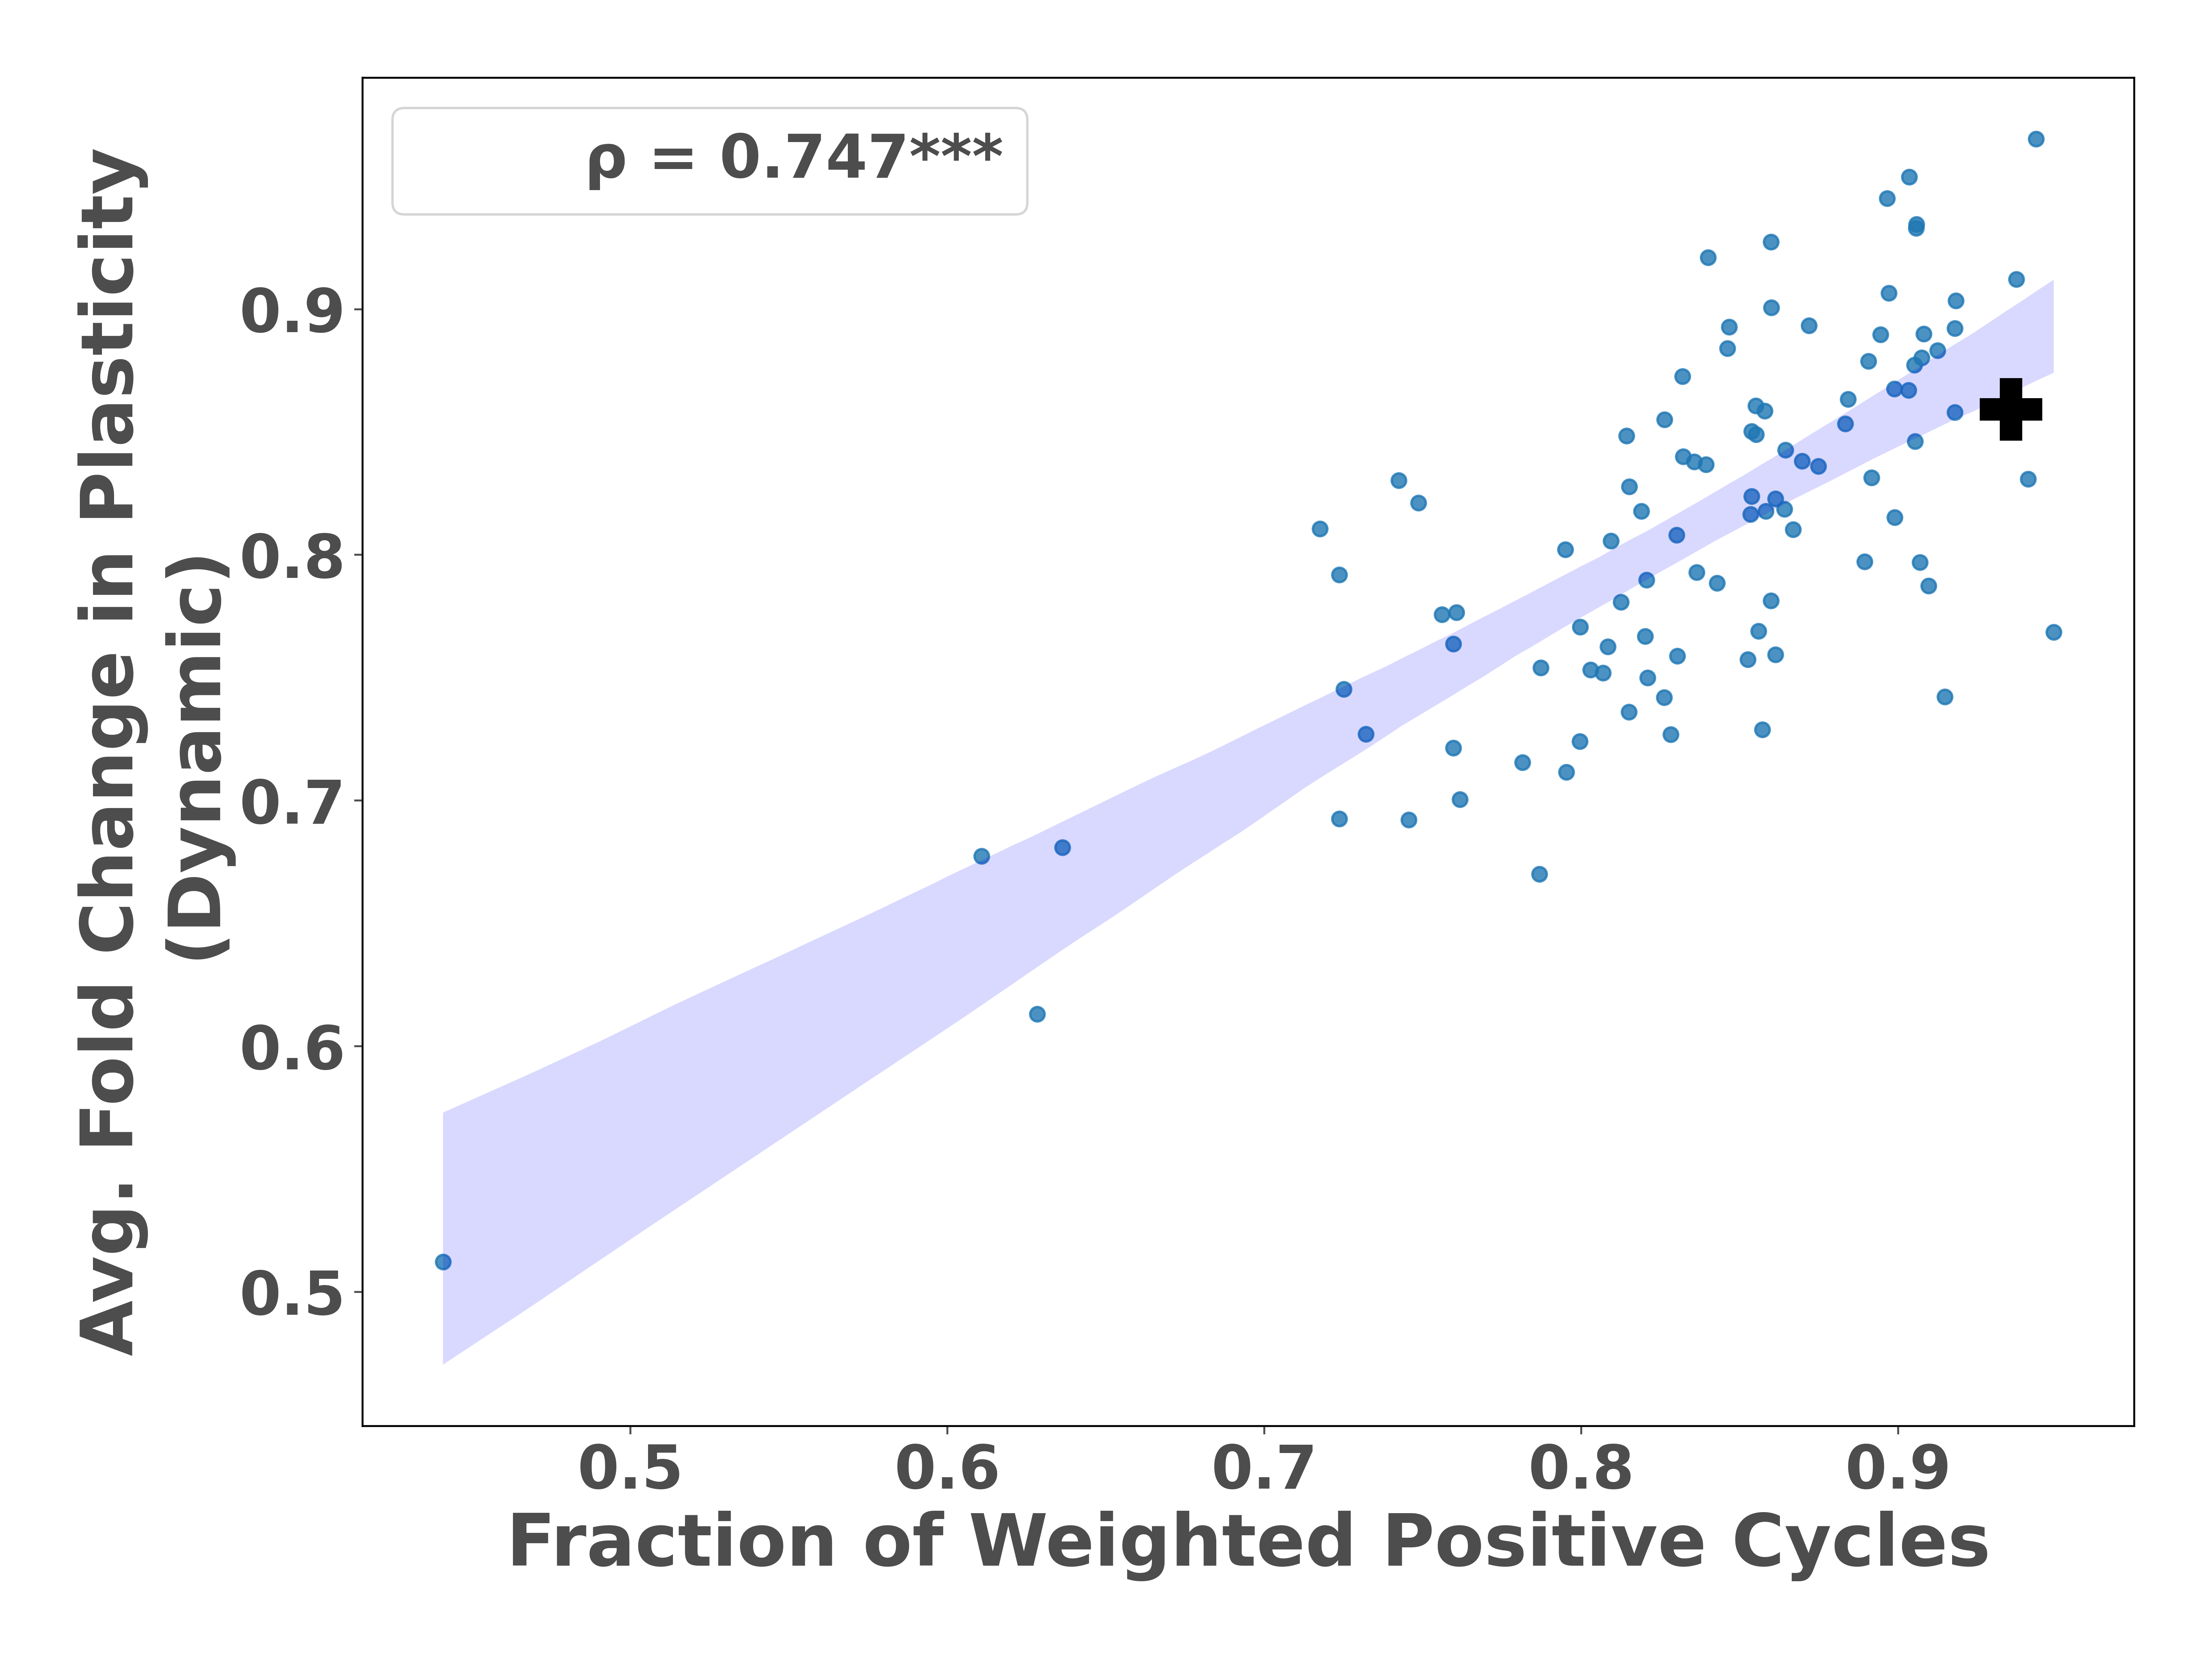 ρ = 0.747***
Avg. Fold Change in Plasticity
(Dynamic)
0.9
0.8
0.7
0.6
0.5
0.5 0.6 0.7 0.8 0.9
Fraction of Weighted Positive Cycles